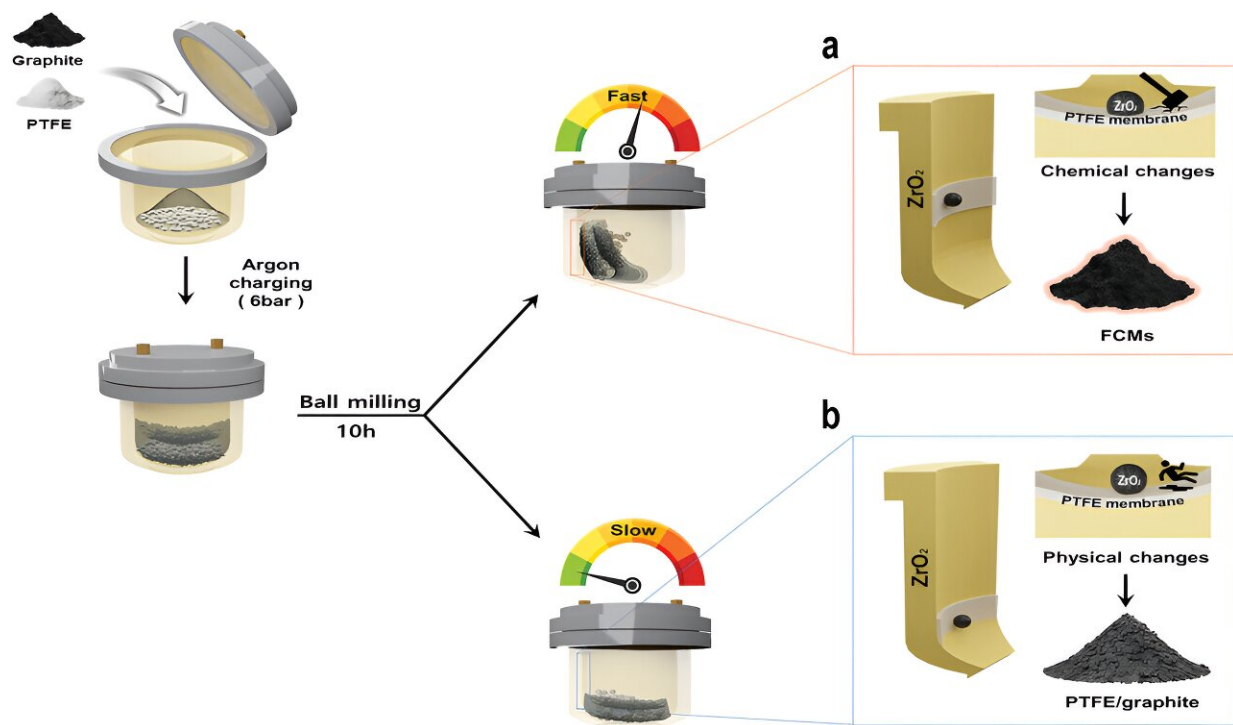 Graphite
PTFE
Argon
charging
( 6bar )
Ball milling
10h
Fast
Slow
a
ZrO₂
ZrO₂
PTFE membrane
Chemical changes
FCMs
b
ZrO₂
ZrO₂
PTFE membrane
Physical changes
PTFE/graphite